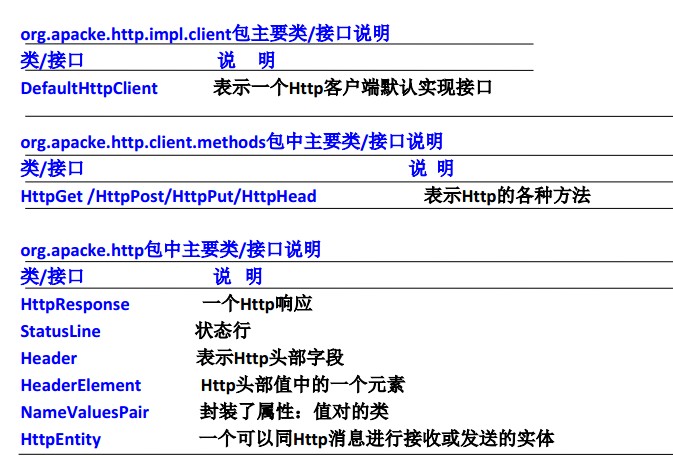 org.apacke.http.impl.client包主要类/接口说明
类/接口 说 明
DefaultHttpClient 表示一个Http客户端默认实现接口
org.apacke.http.client.methods包中主要类/接口说明
类/接口 说 明
HttpGet /HttpPost/HttpPut/HttpHead 表示Http的各种方法
org.apacke.http包中主要类/接口说明
类/接口 说 明
HttpResponse 一个Http响应
StatusLine 状态行
Header 表示Http头部字段
HeaderElement Http头部值中的一个元素
NameValuesPair 封装了属性：值对的类
HttpEntity 一个可以同Http消息进行接收或发送的实体